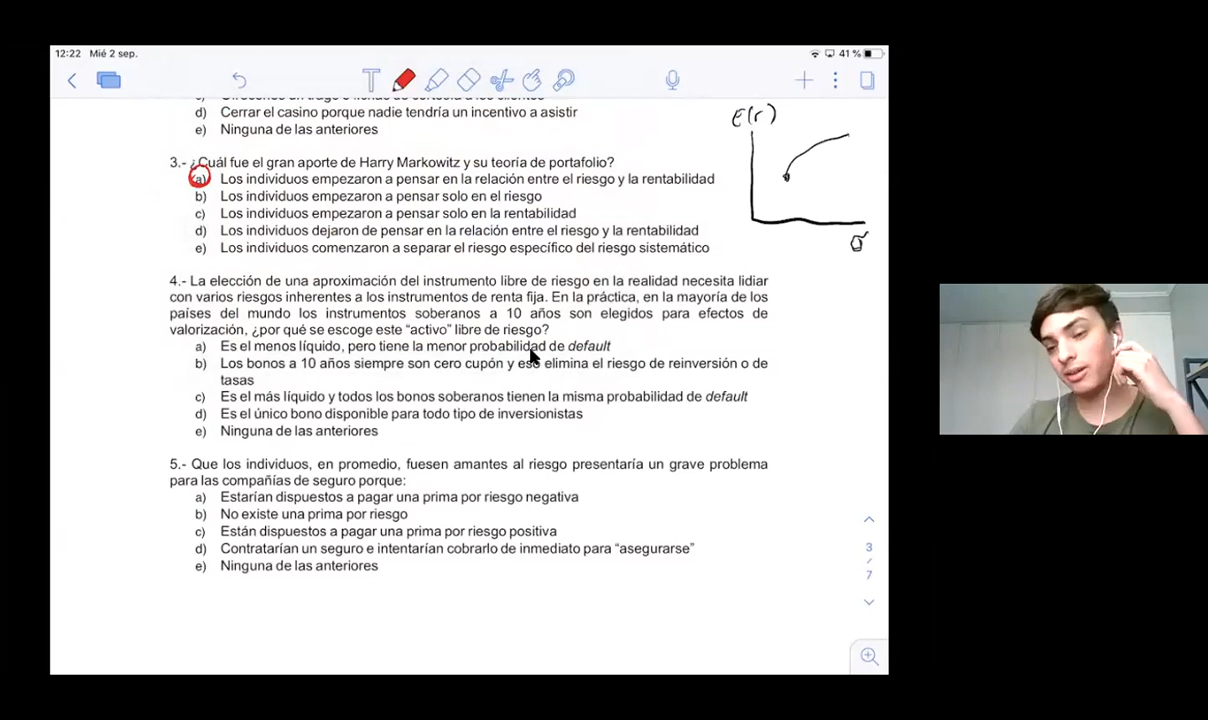 12:22 Mié 2 sep.
41 %
d) Cerrar el casino porque nadie tendría un incentivo a asistir
e) Ninguna de las anteriores
E(r)
3.- ¿Cuál fue el gran aporte de Harry Markowitz y su teoría de portafolio?
a) Los individuos empezaron a pensar en la relación entre el riesgo y la rentabilidad
b) Los individuos empezaron a pensar solo en el riesgo
c) Los individuos empezaron a pensar solo en la rentabilidad
d) Los individuos dejaron de pensar en la relación entre el riesgo y la rentabilidad
e) Los individuos comenzaron a separar el riesgo específico del riesgo sistemático
σ
4.- La elección de una aproximación del instrumento libre de riesgo en la realidad necesita lidiar
con varios riesgos inherentes a los instrumentos de renta fija. En la práctica, en la mayoría de los
países del mundo los instrumentos soberanos a 10 años son elegidos para efectos de
valorización, ¿por qué se escoge este “activo” libre de riesgo?
a) Es el menos líquido, pero tiene la menor probabilidad de default
b) Los bonos a 10 años siempre son cero cupón y eso elimina el riesgo de reinversión o de
tasas
c) Es el más líquido y todos los bonos soberanos tienen la misma probabilidad de default
d) Es el único bono disponible para todo tipo de inversionistas
e) Ninguna de las anteriores
5.- Que los individuos, en promedio, fuesen amantes al riesgo presentaría un grave problema
para las compañías de seguro porque:
a) Estarían dispuestos a pagar una prima por riesgo negativa
b) No existe una prima por riesgo
c) Están dispuestos a pagar una prima por riesgo positiva
d) Contratarían un seguro e intentarían cobrarlo de inmediato para “asegurarse”
e) Ninguna de las anteriores
3
/
7